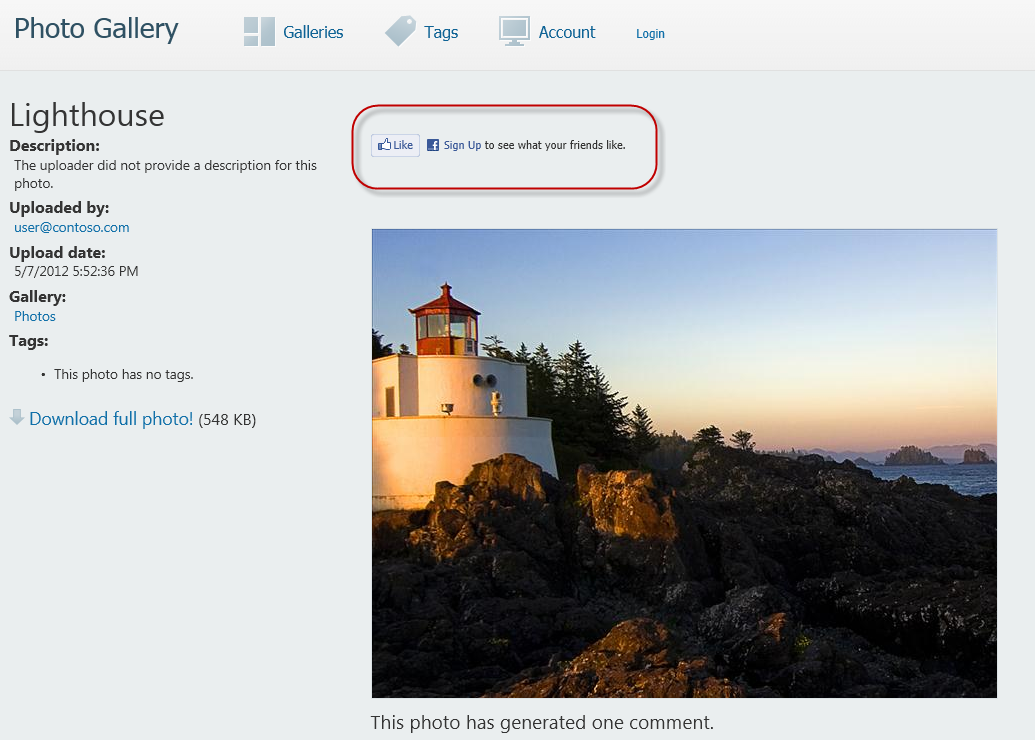 Photo Gallery
Galleries
Tags
Account
Login
Lighthouse
Description:
The uploader did not provide a description for this
photo.
Uploaded by:
user@contoso.com
Upload date:
5/7/2012 5:52:36 PM
Gallery:
Photos
Tags:
• This photo has no tags.
Download full photo! (548 KB)
Like
Sign Up to see what your friends like.
This photo has generated one comment.